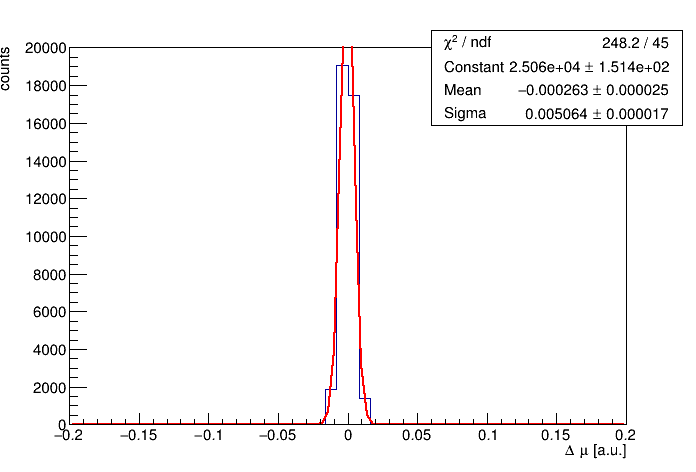 χ² / ndf 248.2 / 45
Constant 2.506e+04 ± 1.514e+02
Mean −0.000263 ± 0.000025
Sigma 0.005064 ± 0.000017
counts
20000
18000
16000
14000
12000
10000
8000
6000
4000
2000
0
−0.2 −0.15 −0.1 −0.05 0 0.05 0.1 0.15 0.2
Δ μ [a.u.]